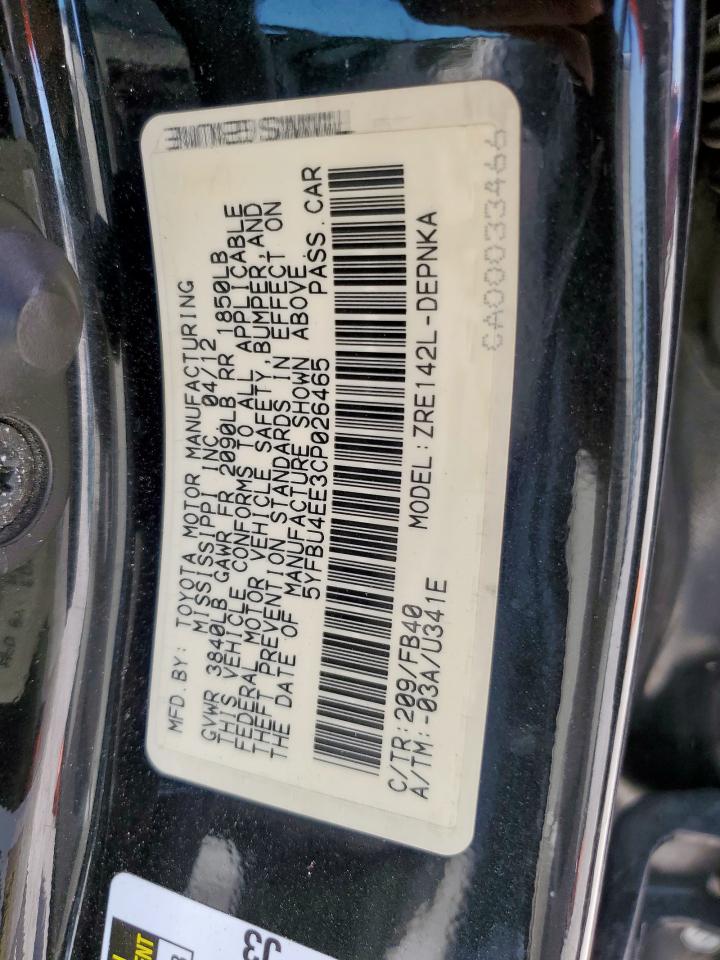 MFD. BY: TOYOTA MOTOR MANUFACTURING
MISSISSIPPI INC. 04/12
GVWR 3840LB GAWR FR 2090LB RR 1850LB
THIS VEHICLE CONFORMS TO ALL APPLICABLE
FEDERAL MOTOR VEHICLE SAFETY, BUMPER, AND
THEFT PREVENTION STANDARDS IN EFFECT ON
THE DATE OF MANUFACTURE SHOWN ABOVE.
5YFBU4EE3CP026465 PASS. CAR
C/TR: 209/FB40 MODEL: ZRE142L-DEPNKA
A/TM: -03A/U341E
CA00033466